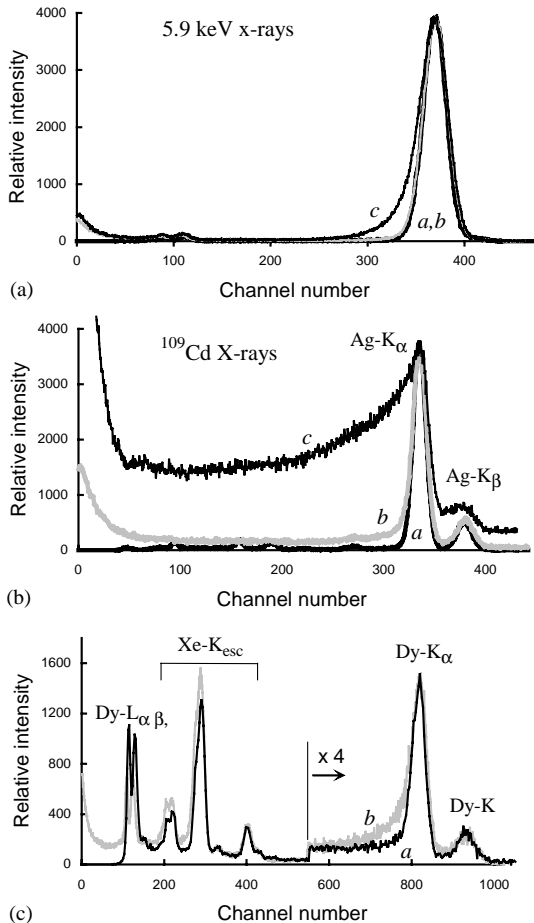 5.9 keV x-rays
4000
3000
2000
1000
0
Relative intensity
c
a,b
0 100 200 300 400
(a)
Channel number
109Cd X-rays
Ag-Kα
Ag-Kβ
4000
3000
2000
1000
0
Relative intensity
c
b
a
0 100 200 300 400
(b)
Channel number
Xe-Kesc
Dy-Kα
Dy-Lα β,
x 4
Dy-K
1600
1200
800
400
0
Relative intensity
b
a
0 200 400 600 800 1000
(c)
Channel number